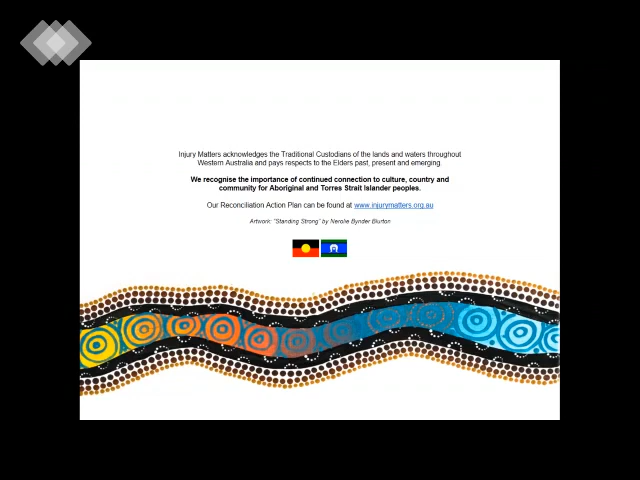 Injury Matters acknowledges the Traditional Custodians of the lands and waters throughout
Western Australia and pays respects to the Elders past, present and emerging.
We recognise the importance of continued connection to culture, country and
community for Aboriginal and Torres Strait Islander peoples.
Our Reconciliation Action Plan can be found at www.injurymatters.org.au
Artwork: "Standing Strong" by Nerolie Bynder Blurton